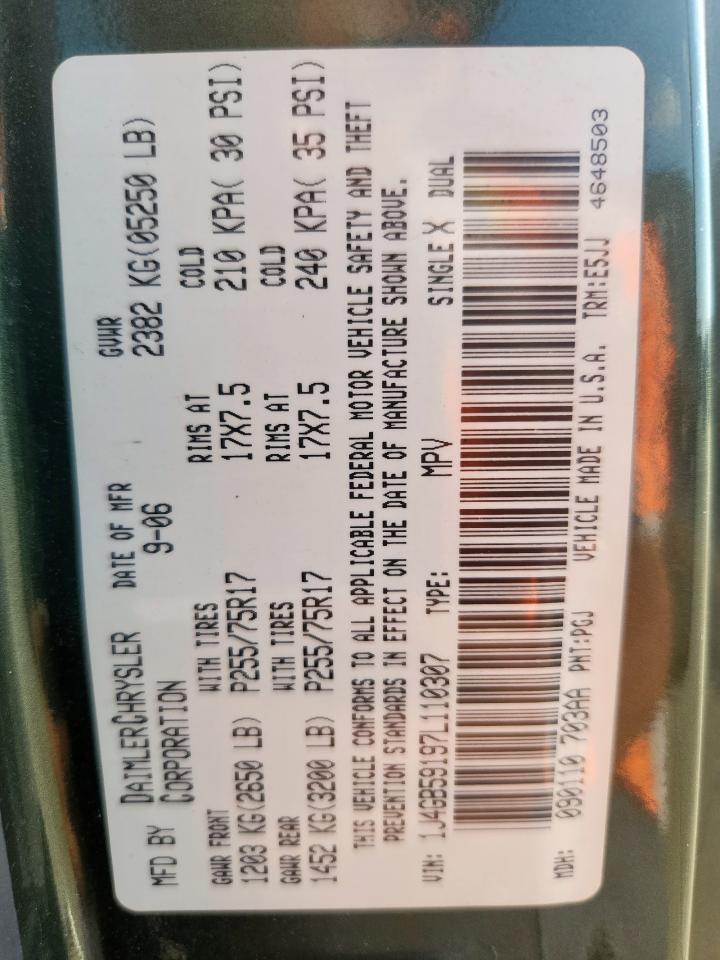 MFD BY DAIMLERCHRYSLER CORPORATION DATE OF MFR 9-06 GVWR 2382 KG(05250 LB)
GAWR FRONT WITH TIRES RIMS AT COLD
1203 KG(2650 LB) P255/75R17 17X7.5 210 KPA( 30 PSI)
GAWR REAR WITH TIRES RIMS AT COLD
1452 KG(3200 LB) P255/75R17 17X7.5 240 KPA( 35 PSI)
THIS VEHICLE CONFORMS TO ALL APPLICABLE FEDERAL MOTOR VEHICLE SAFETY AND THEFT
PREVENTION STANDARDS IN EFFECT ON THE DATE OF MANUFACTURE SHOWN ABOVE.
VIN: 1J4GB59197L110307 TYPE: MPV SINGLE X DUAL
MDH: 090110 703AA PNT:PGJ VEHICLE MADE IN U.S.A. TRM:E5JJ 4648503